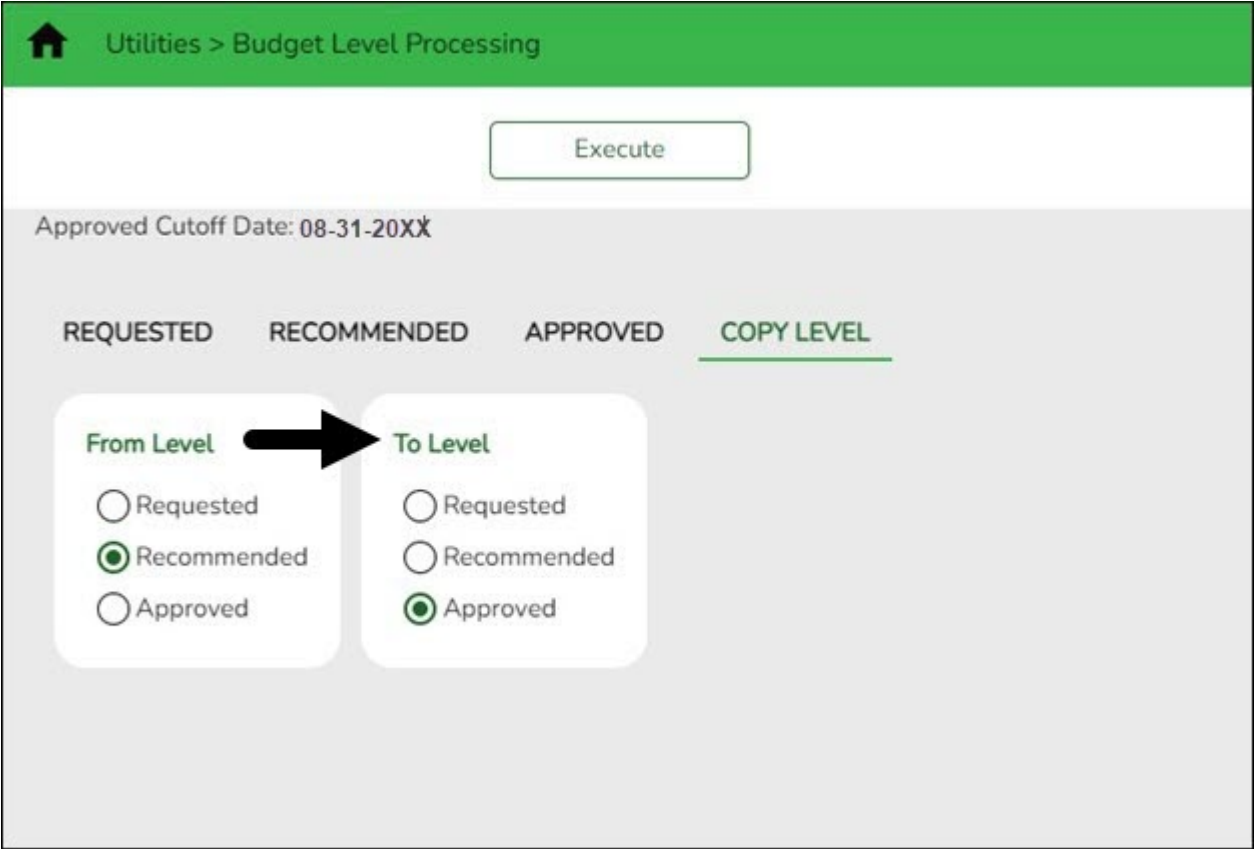 Utilities > Budget Level Processing
Execute
Approved Cutoff Date: 08-31-20XX
REQUESTED RECOMMENDED APPROVED COPY LEVEL
From Level To Level
Requested Requested
Recommended Recommended
Approved Approved